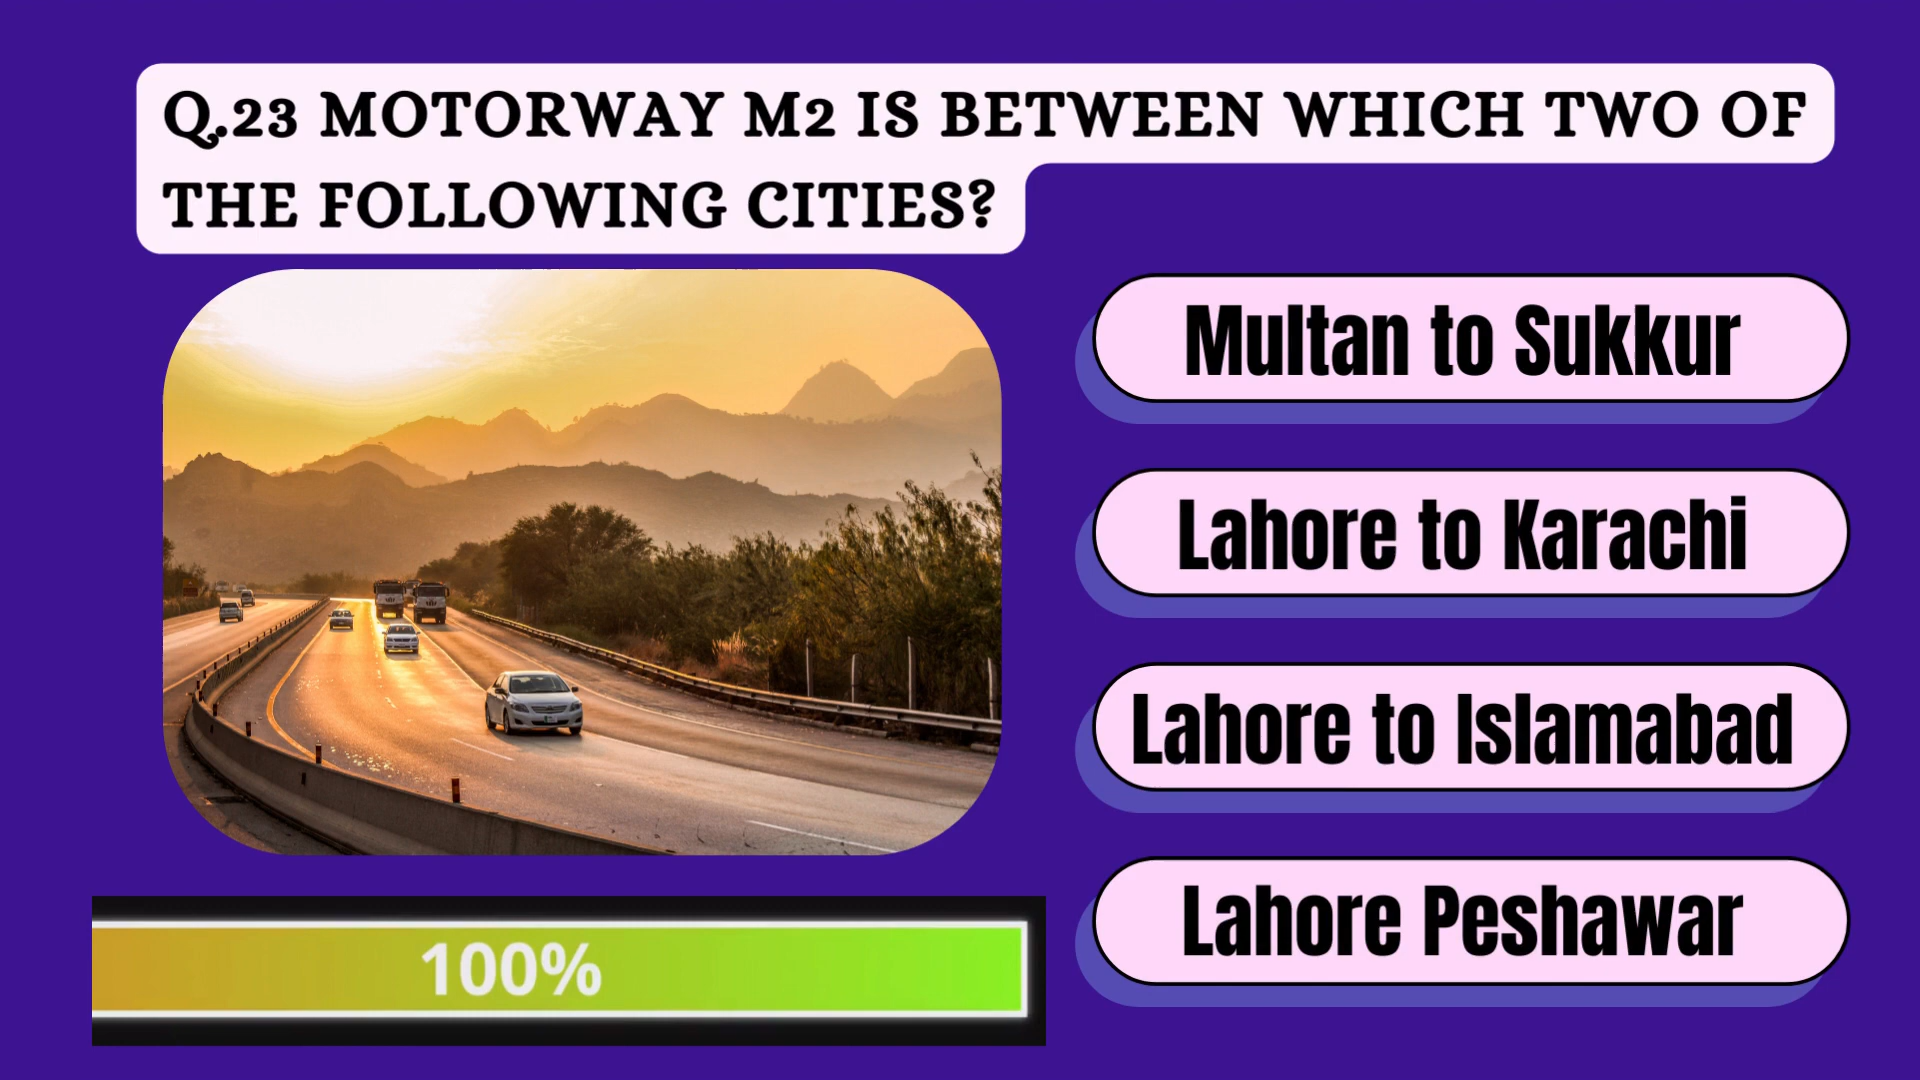 Q.23 MOTORWAY M2 IS BETWEEN WHICH TWO OF
THE FOLLOWING CITIES?
Multan to Sukkur
Lahore to Karachi
Lahore to Islamabad
Lahore Peshawar
100%